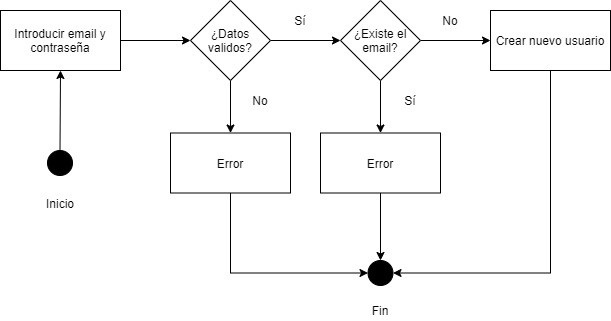 Introducir email y
contraseña
¿Datos
validos?
Sí
¿Existe el
email?
No
Crear nuevo usuario
No
Sí
Error
Error
Inicio
Fin